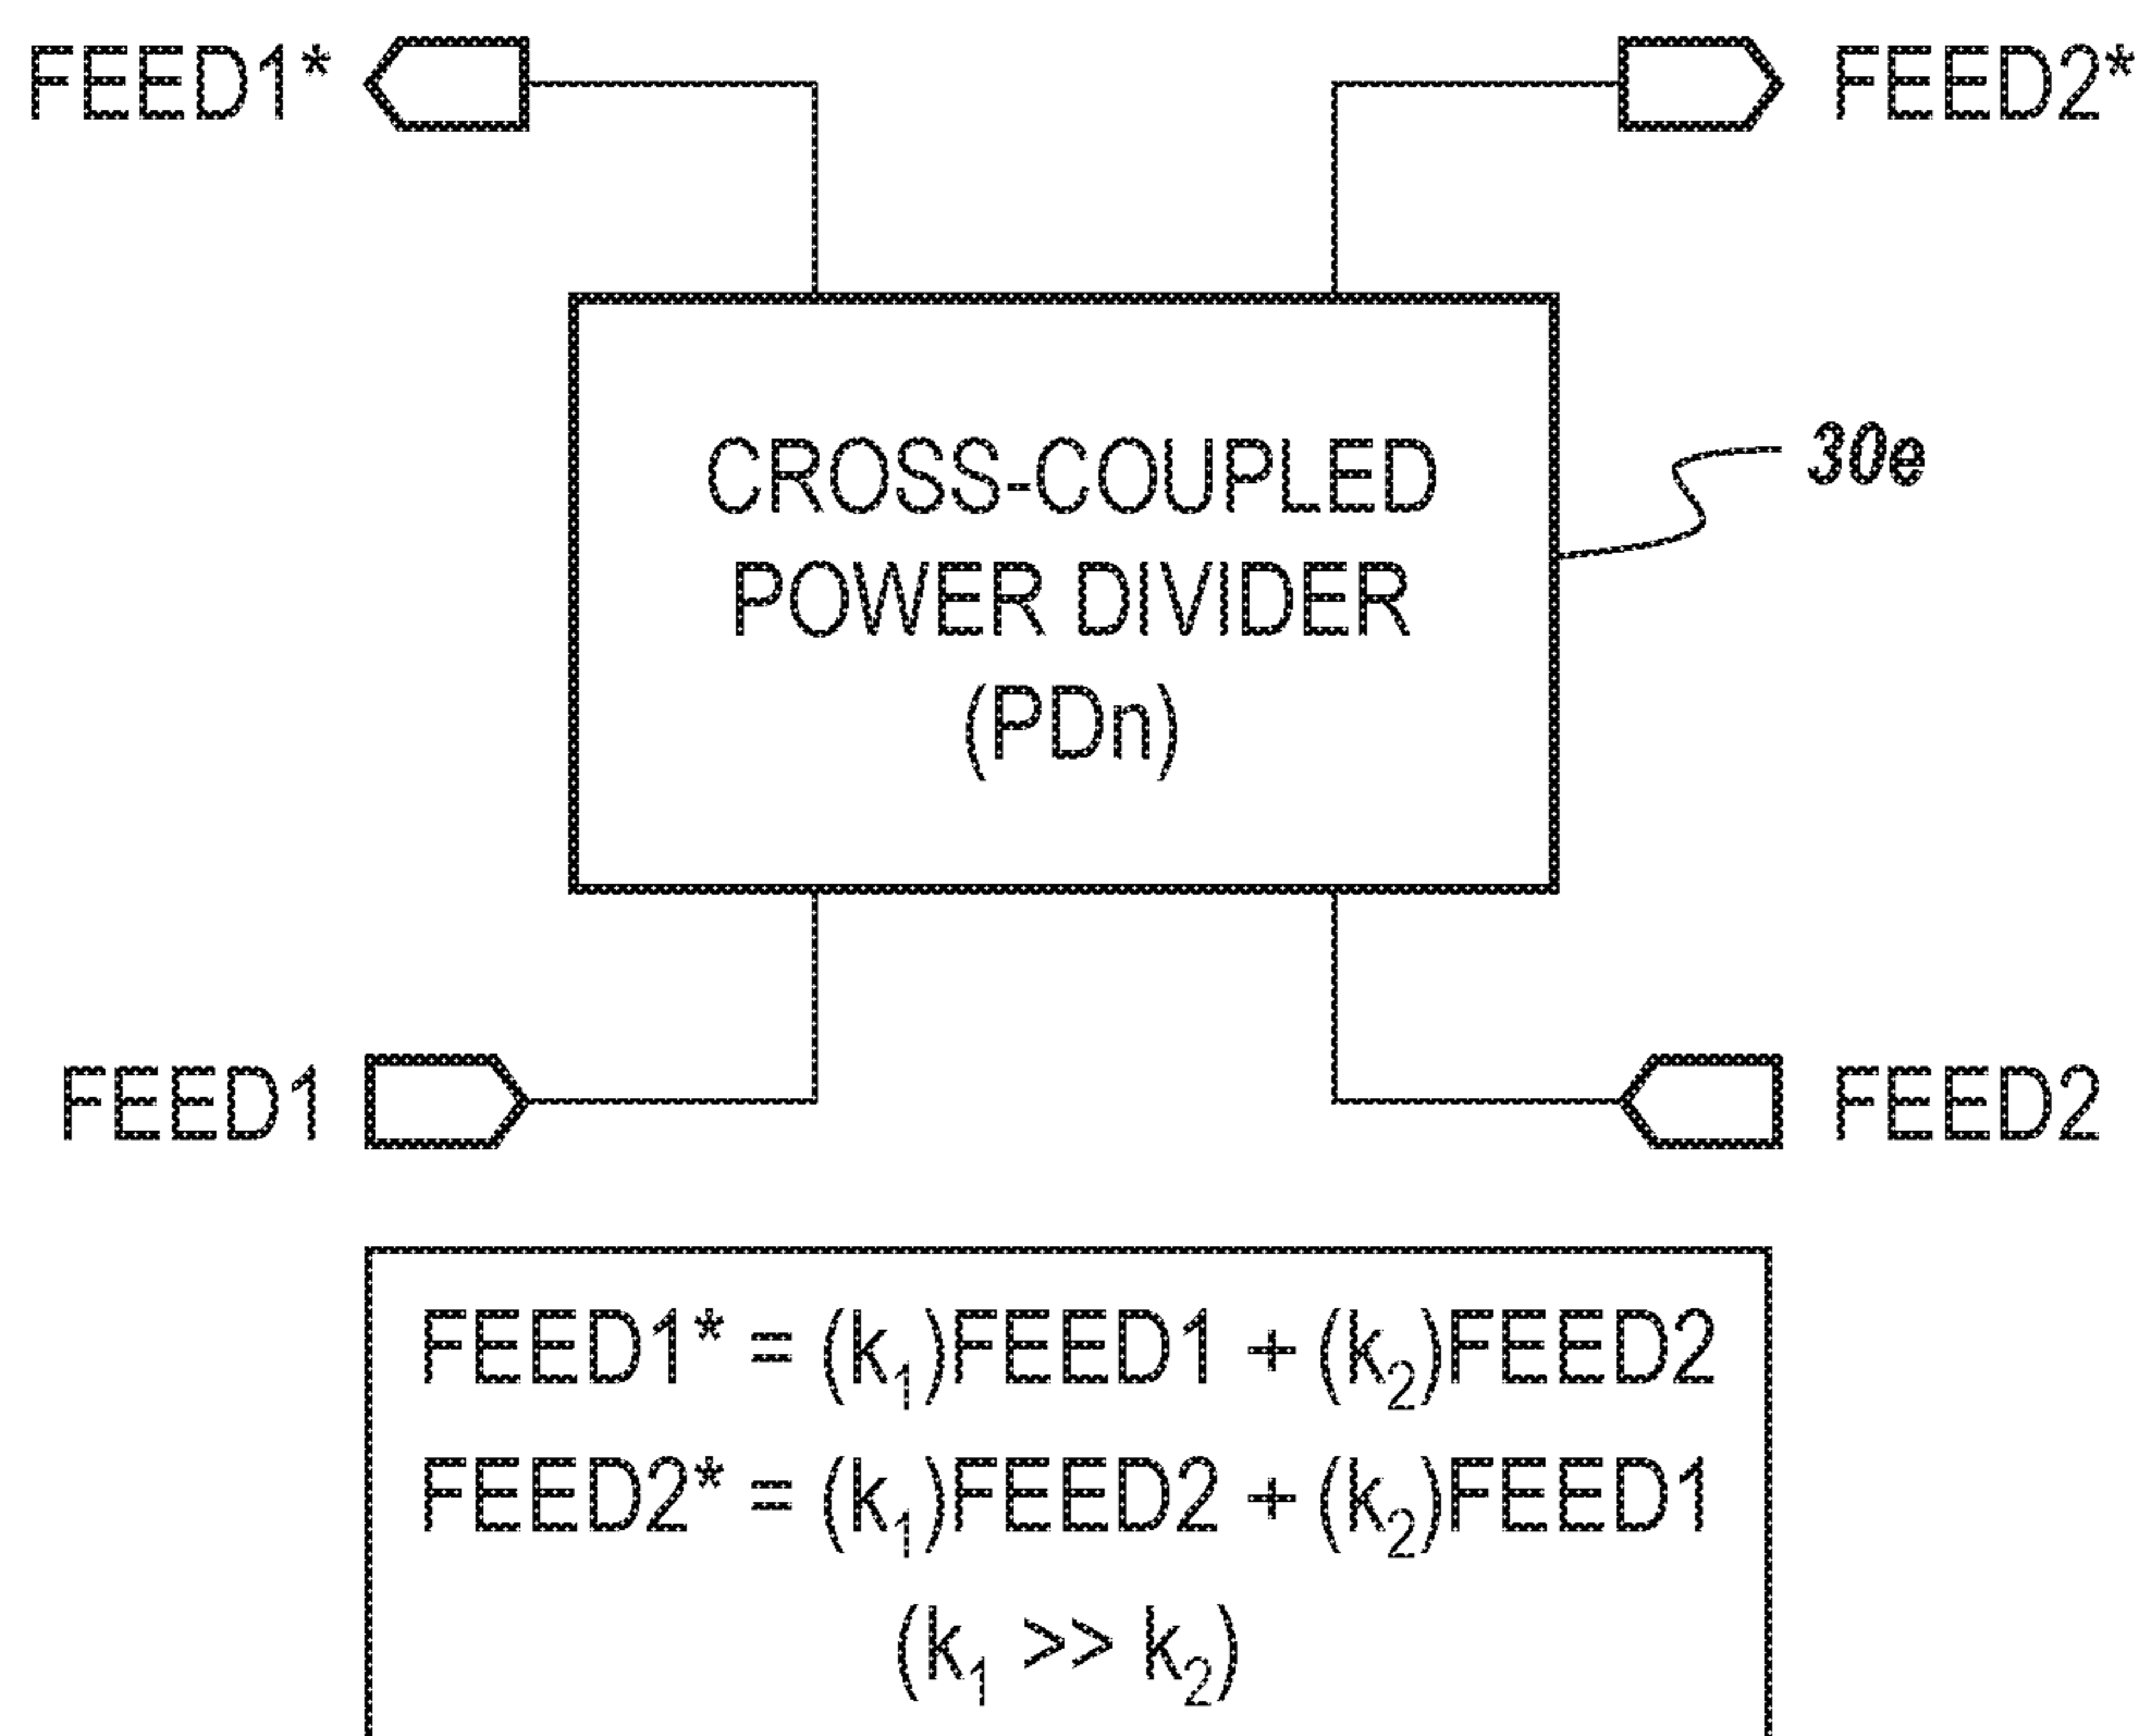 FEED1*
FEED2*
CROSS-COUPLED
POWER DIVIDER
(PDn)
30e
FEED1
FEED2
FEED1* = (k₁)FEED1 + (k₂)FEED2
FEED2* = (k₁)FEED2 + (k₂)FEED1
(k₁ >> k₂)